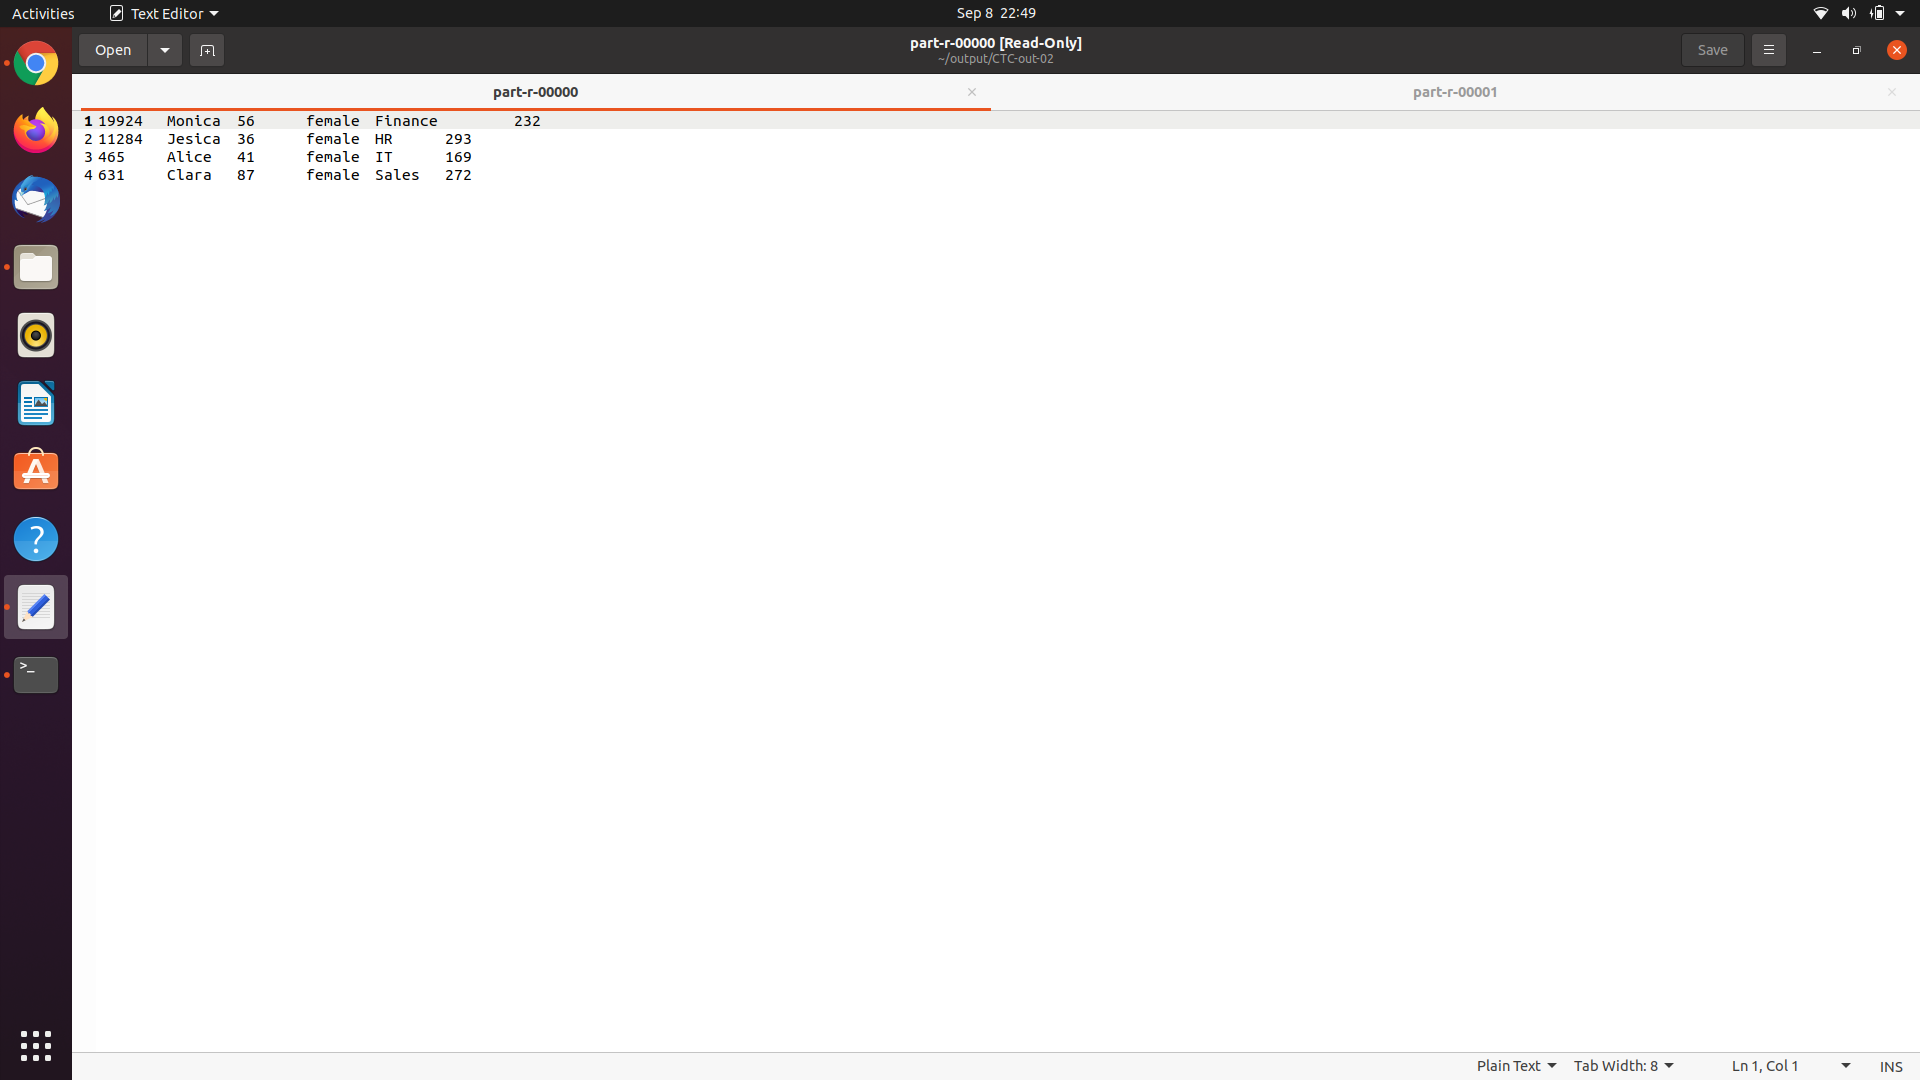 Activities Text Editor Sep 8 22:49
Open part-r-00000 [Read-Only] Save
~/output/CTC-out-02
part-r-00000 part-r-00001
1 19924 Monica 56 female Finance 232
2 11284 Jesica 36 female HR 293
3 465 Alice 41 female IT 169
4 631 Clara 87 female Sales 272
Plain Text Tab Width: 8 Ln 1, Col 1 INS